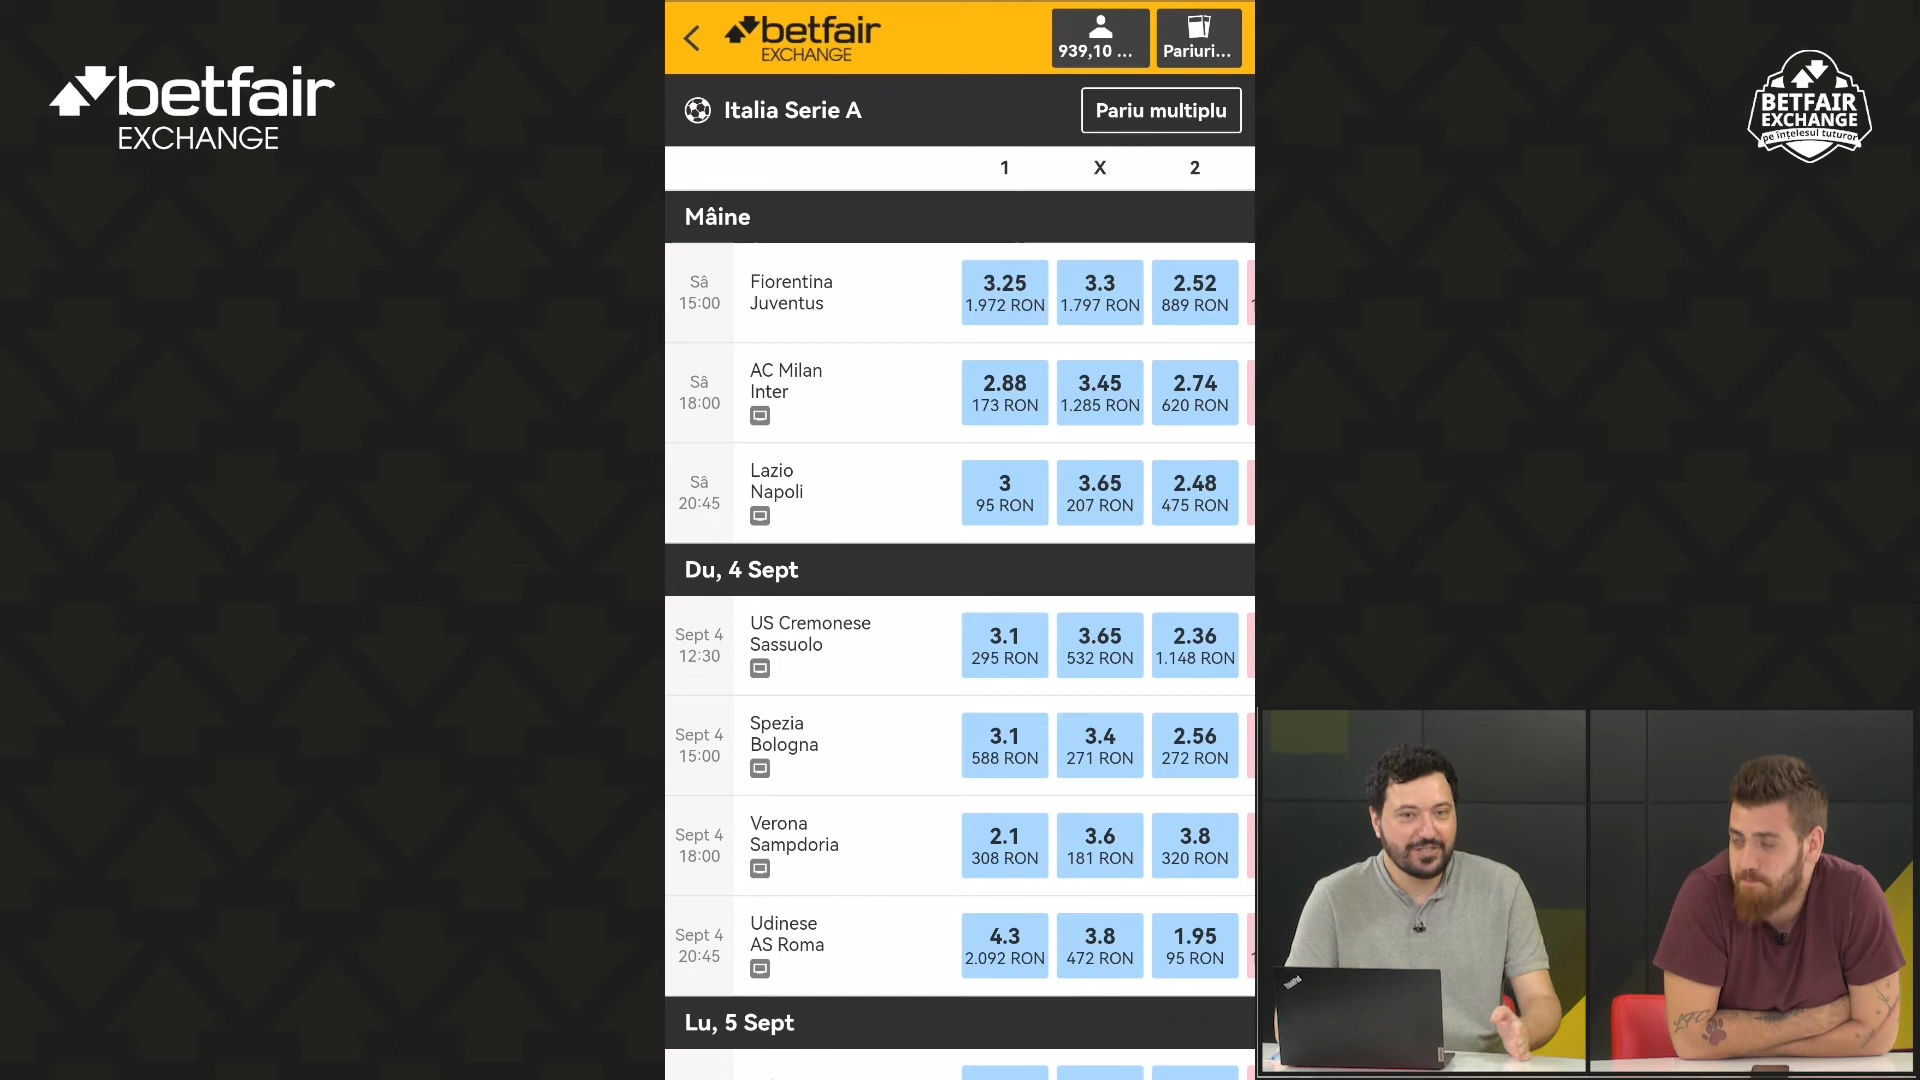 betfair
EXCHANGE
betfair
EXCHANGE
939,10 ...
Pariuri...
BETFAIR
EXCHANGE
pe înțelesul tuturor
Italia Serie A
Pariu multiplu
1 X 2
Mâine
Sâ
15:00
Fiorentina
Juventus
3.25
1.972 RON
3.3
1.797 RON
2.52
889 RON
Sâ
18:00
AC Milan
Inter
2.88
173 RON
3.45
1.285 RON
2.74
620 RON
Sâ
20:45
Lazio
Napoli
3
95 RON
3.65
207 RON
2.48
475 RON
Du, 4 Sept
Sept 4
12:30
US Cremonese
Sassuolo
3.1
295 RON
3.65
532 RON
2.36
1.148 RON
Sept 4
15:00
Spezia
Bologna
3.1
588 RON
3.4
271 RON
2.56
272 RON
Sept 4
18:00
Verona
Sampdoria
2.1
308 RON
3.6
181 RON
3.8
320 RON
Sept 4
20:45
Udinese
AS Roma
4.3
2.092 RON
3.8
472 RON
1.95
95 RON
Lu, 5 Sept
ThinkPad